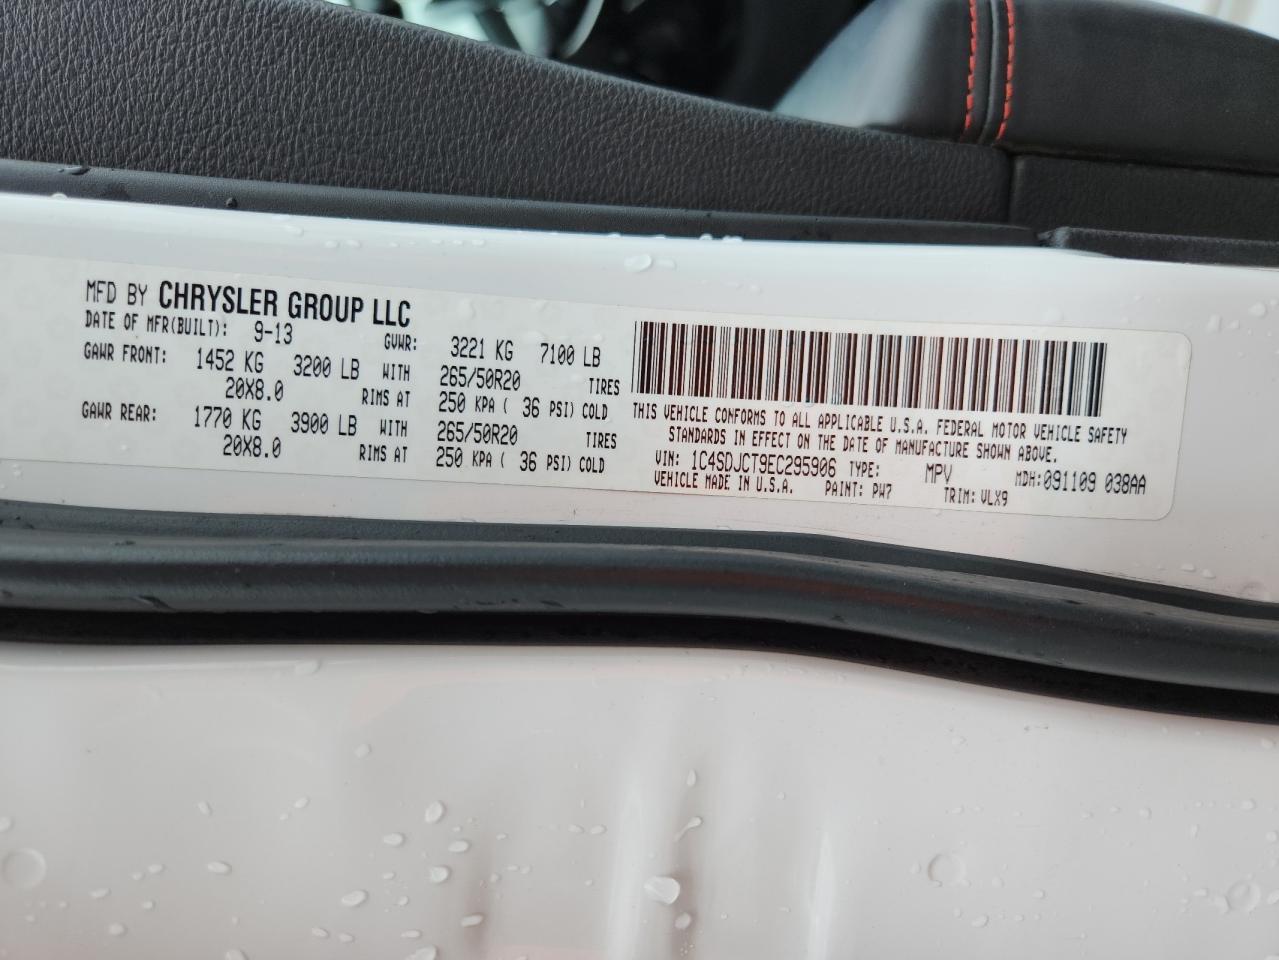 MFD BY CHRYSLER GROUP LLC
DATE OF MFR(BUILT): 9-13 GVWR: 3221 KG 7100 LB
GAWR FRONT: 1452 KG 3200 LB WITH 265/50R20 TIRES
20X8.0 RIMS AT 250 KPA ( 36 PSI) COLD
GAWR REAR: 1770 KG 3900 LB WITH 265/50R20 TIRES
20X8.0 RIMS AT 250 KPA ( 36 PSI) COLD
THIS VEHICLE CONFORMS TO ALL APPLICABLE U.S.A. FEDERAL MOTOR VEHICLE SAFETY
STANDARDS IN EFFECT ON THE DATE OF MANUFACTURE SHOWN ABOVE.
VIN: 1C4SDJCT9EC295906 TYPE: MPV MDH:091109 038AA
VEHICLE MADE IN U.S.A. PAINT: PW7 TRIM: VLX9